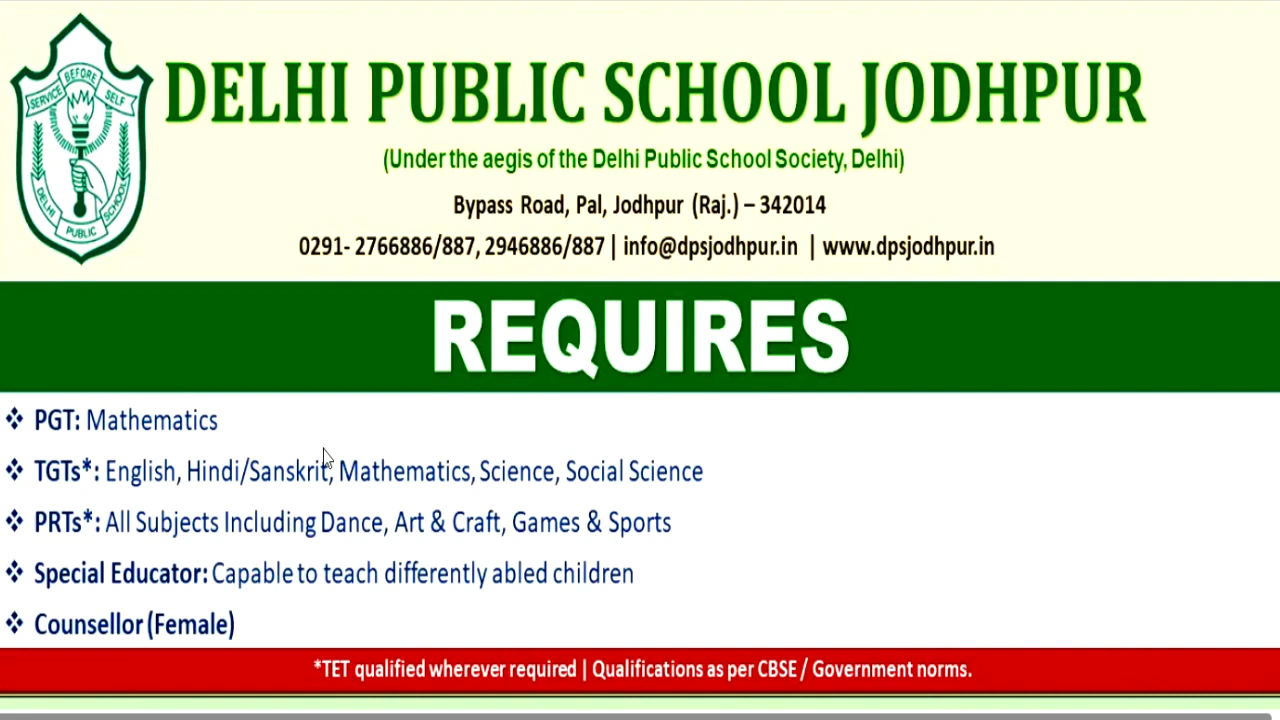 SERVICE BEFORE SELF
DELHI PUBLIC SCHOOL
DELHI PUBLIC SCHOOL JODHPUR
(Under the aegis of the Delhi Public School Society, Delhi)
Bypass Road, Pal, Jodhpur (Raj.) – 342014
0291- 2766886/887, 2946886/887 | info@dpsjodhpur.in | www.dpsjodhpur.in
REQUIRES
❖ PGT: Mathematics
❖ TGTs*: English, Hindi/Sanskrit, Mathematics, Science, Social Science
❖ PRTs*: All Subjects Including Dance, Art & Craft, Games & Sports
❖ Special Educator: Capable to teach differently abled children
❖ Counsellor (Female)
*TET qualified wherever required | Qualifications as per CBSE / Government norms.